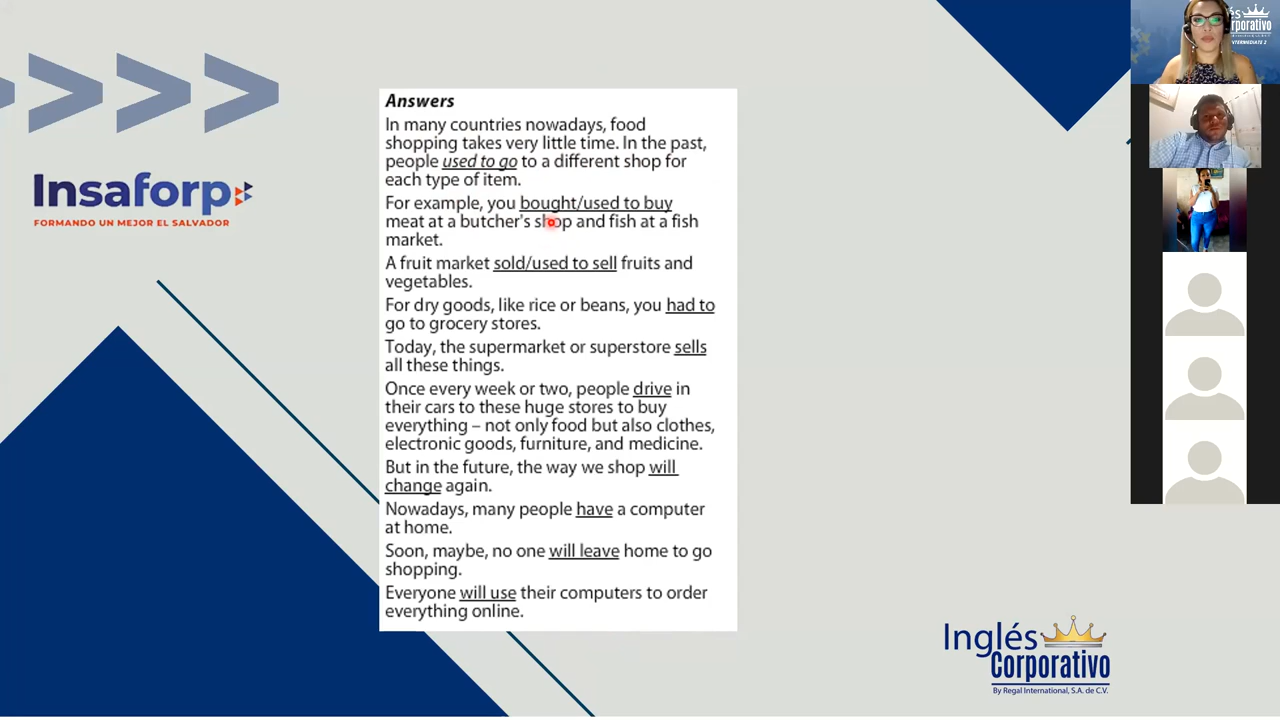 Insaforp
FORMANDO UN MEJOR EL SALVADOR
Answers
In many countries nowadays, food
shopping takes very little time. In the past,
people used to go to a different shop for
each type of item.
For example, you bought/used to buy
meat at a butcher's shop and fish at a fish
market.
A fruit market sold/used to sell fruits and
vegetables.
For dry goods, like rice or beans, you had to
go to grocery stores.
Today, the supermarket or superstore sells
all these things.
Once every week or two, people drive in
their cars to these huge stores to buy
everything – not only food but also clothes,
electronic goods, furniture, and medicine.
But in the future, the way we shop will
change again.
Nowadays, many people have a computer
at home.
Soon, maybe, no one will leave home to go
shopping.
Everyone will use their computers to order
everything online.
Inglés
Corporativo
By Regal International, S.A. de C.V.